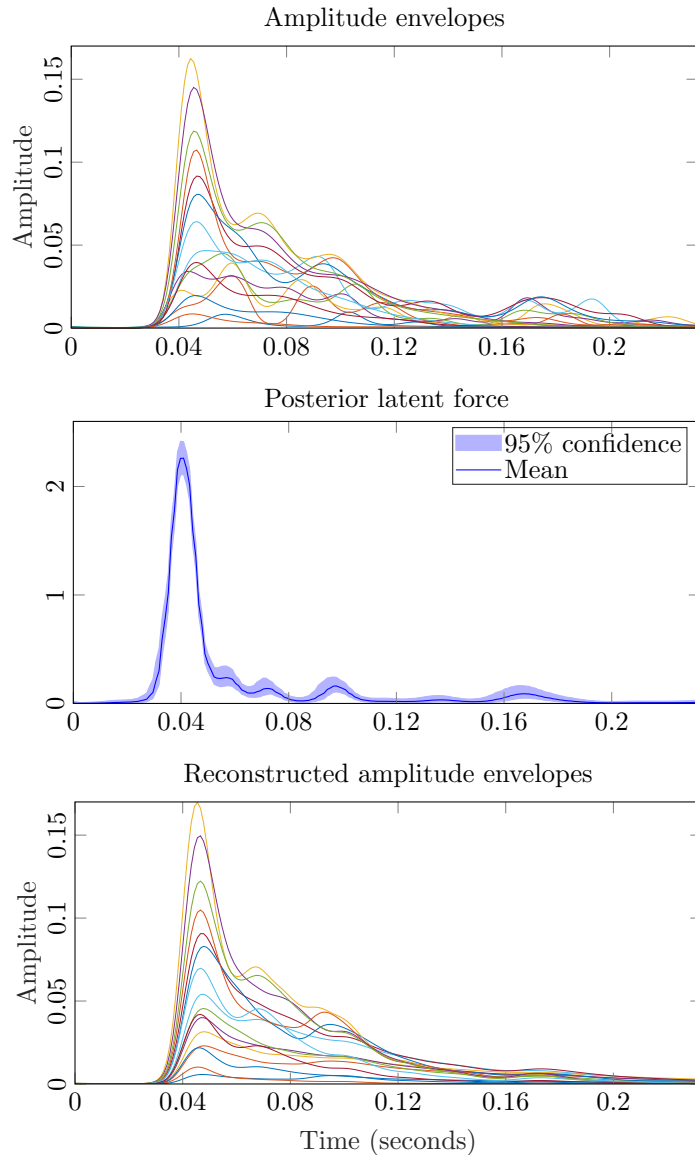 Amplitude envelopes
Amplitude
0.15
0.1
0.05
0
0 0.04 0.08 0.12 0.16 0.2
Posterior latent force
95% confidence
Mean
2
1
0
0 0.04 0.08 0.12 0.16 0.2
Reconstructed amplitude envelopes
Amplitude
0.15
0.1
0.05
0
0 0.04 0.08 0.12 0.16 0.2
Time (seconds)